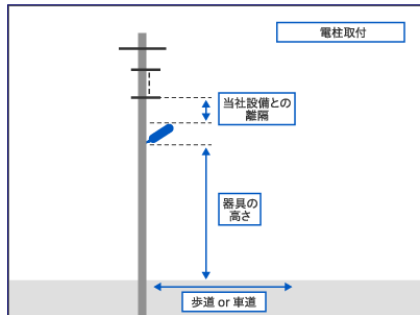 電柱取付
当社設備との
離隔
器具の
高さ
歩道 or 車道